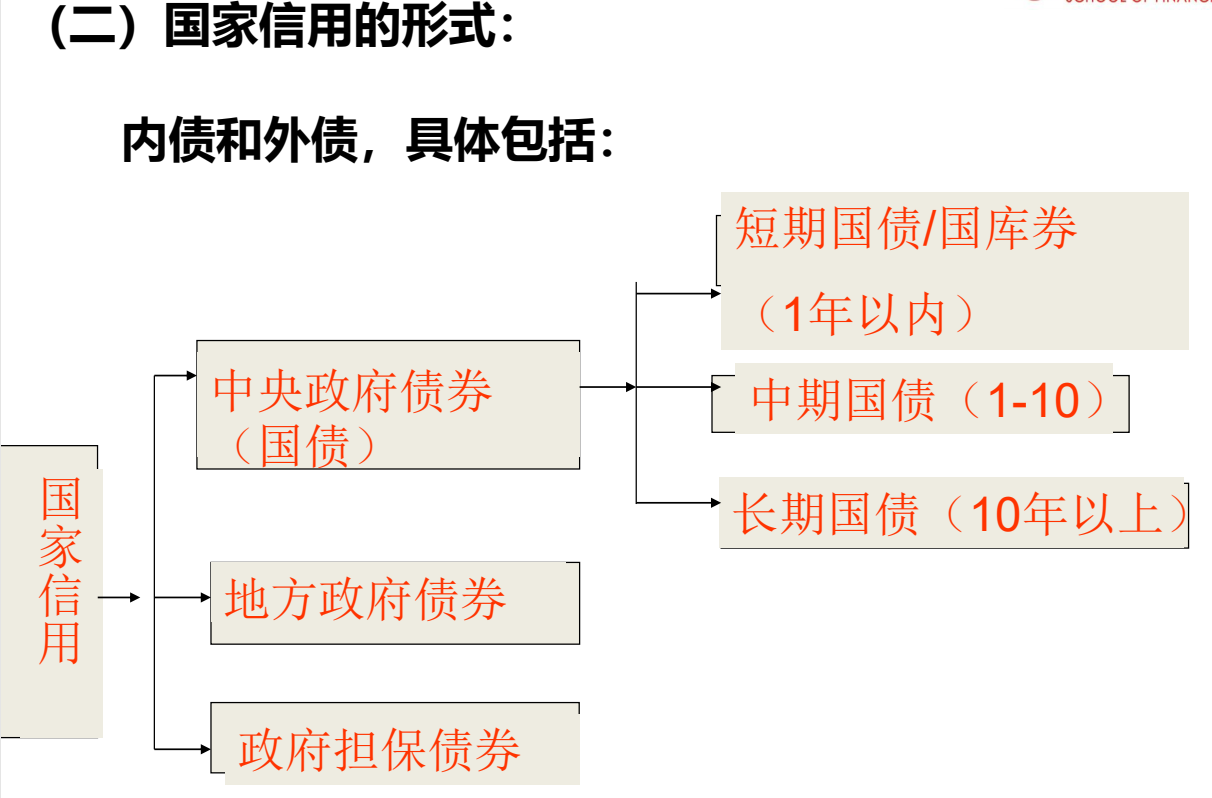 （二）国家信用的形式：
内债和外债，具体包括：
短期国债/国库券
（1年以内）
中央政府债券
（国债）
中期国债（1-10）
长期国债（10年以上）
国家信用
地方政府债券
政府担保债券